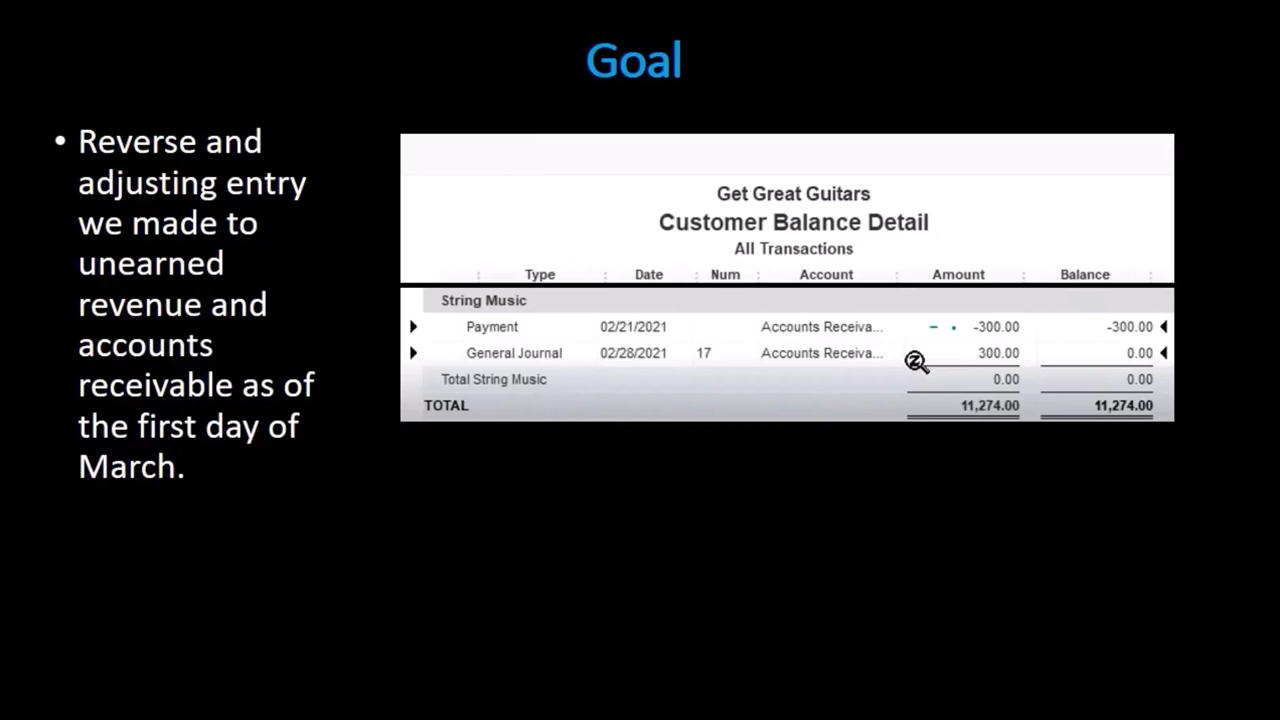 Goal
• Reverse and
adjusting entry
we made to
unearned
revenue and
accounts
receivable as of
the first day of
March.
Get Great Guitars
Customer Balance Detail
All Transactions
Type Date Num Account Amount Balance
String Music
Payment 02/21/2021 Accounts Receiva... -300.00 -300.00
General Journal 02/28/2021 17 Accounts Receiva... 300.00 0.00
Total String Music 0.00 0.00
TOTAL 11,274.00 11,274.00